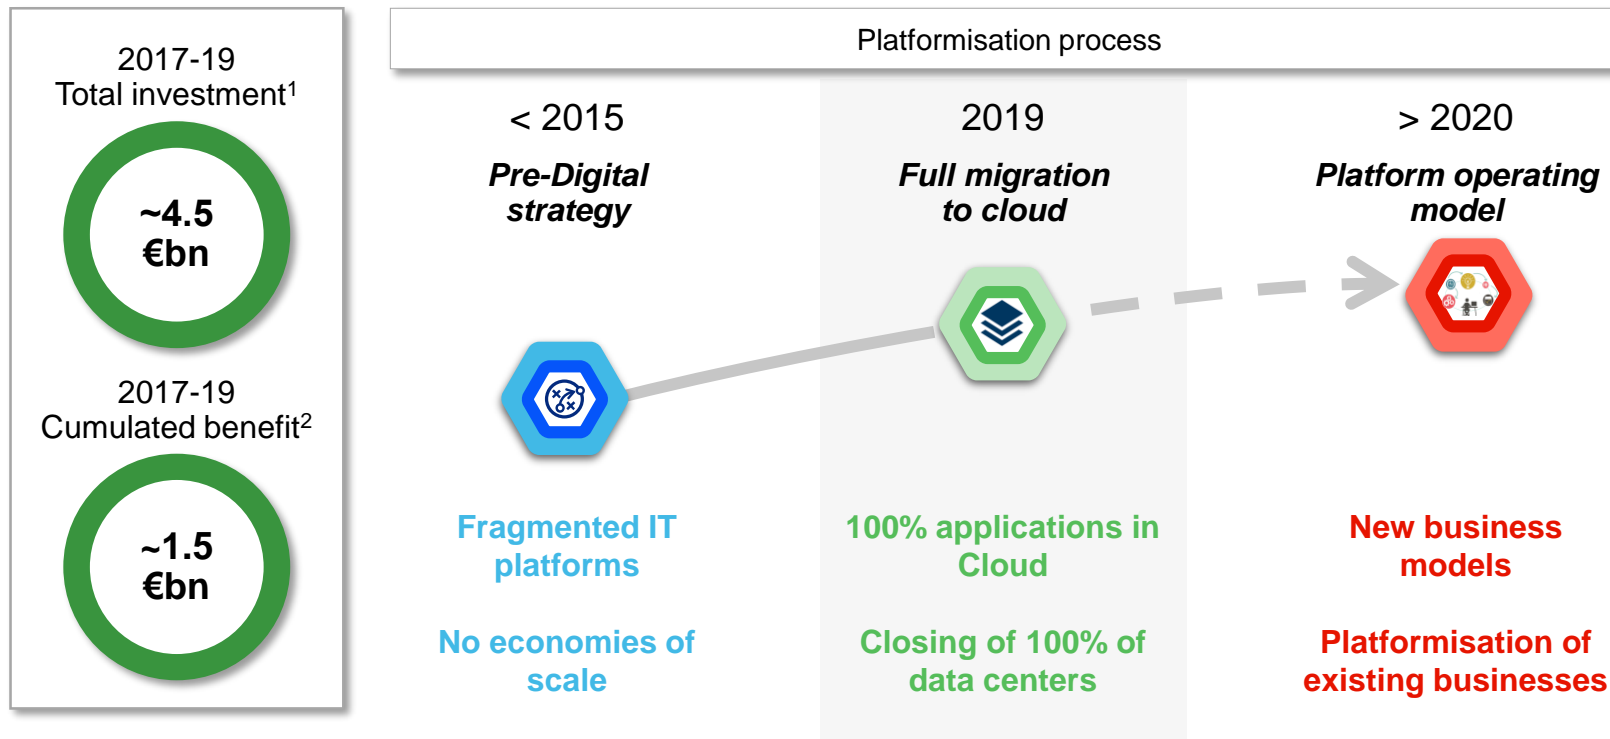 2017-19
Total investment1
~4.5
€bn
2017-19
Cumulated benefit2
~1.5
€bn
Platformisation process
< 2015
Pre-Digital
strategy
Fragmented IT
platforms
No economies of
scale
2019
Full migration
to cloud
100% applications in
Cloud
Closing of 100% of
data centers
> 2020
Platform operating
model
New business
models
Platformisation of
existing businesses